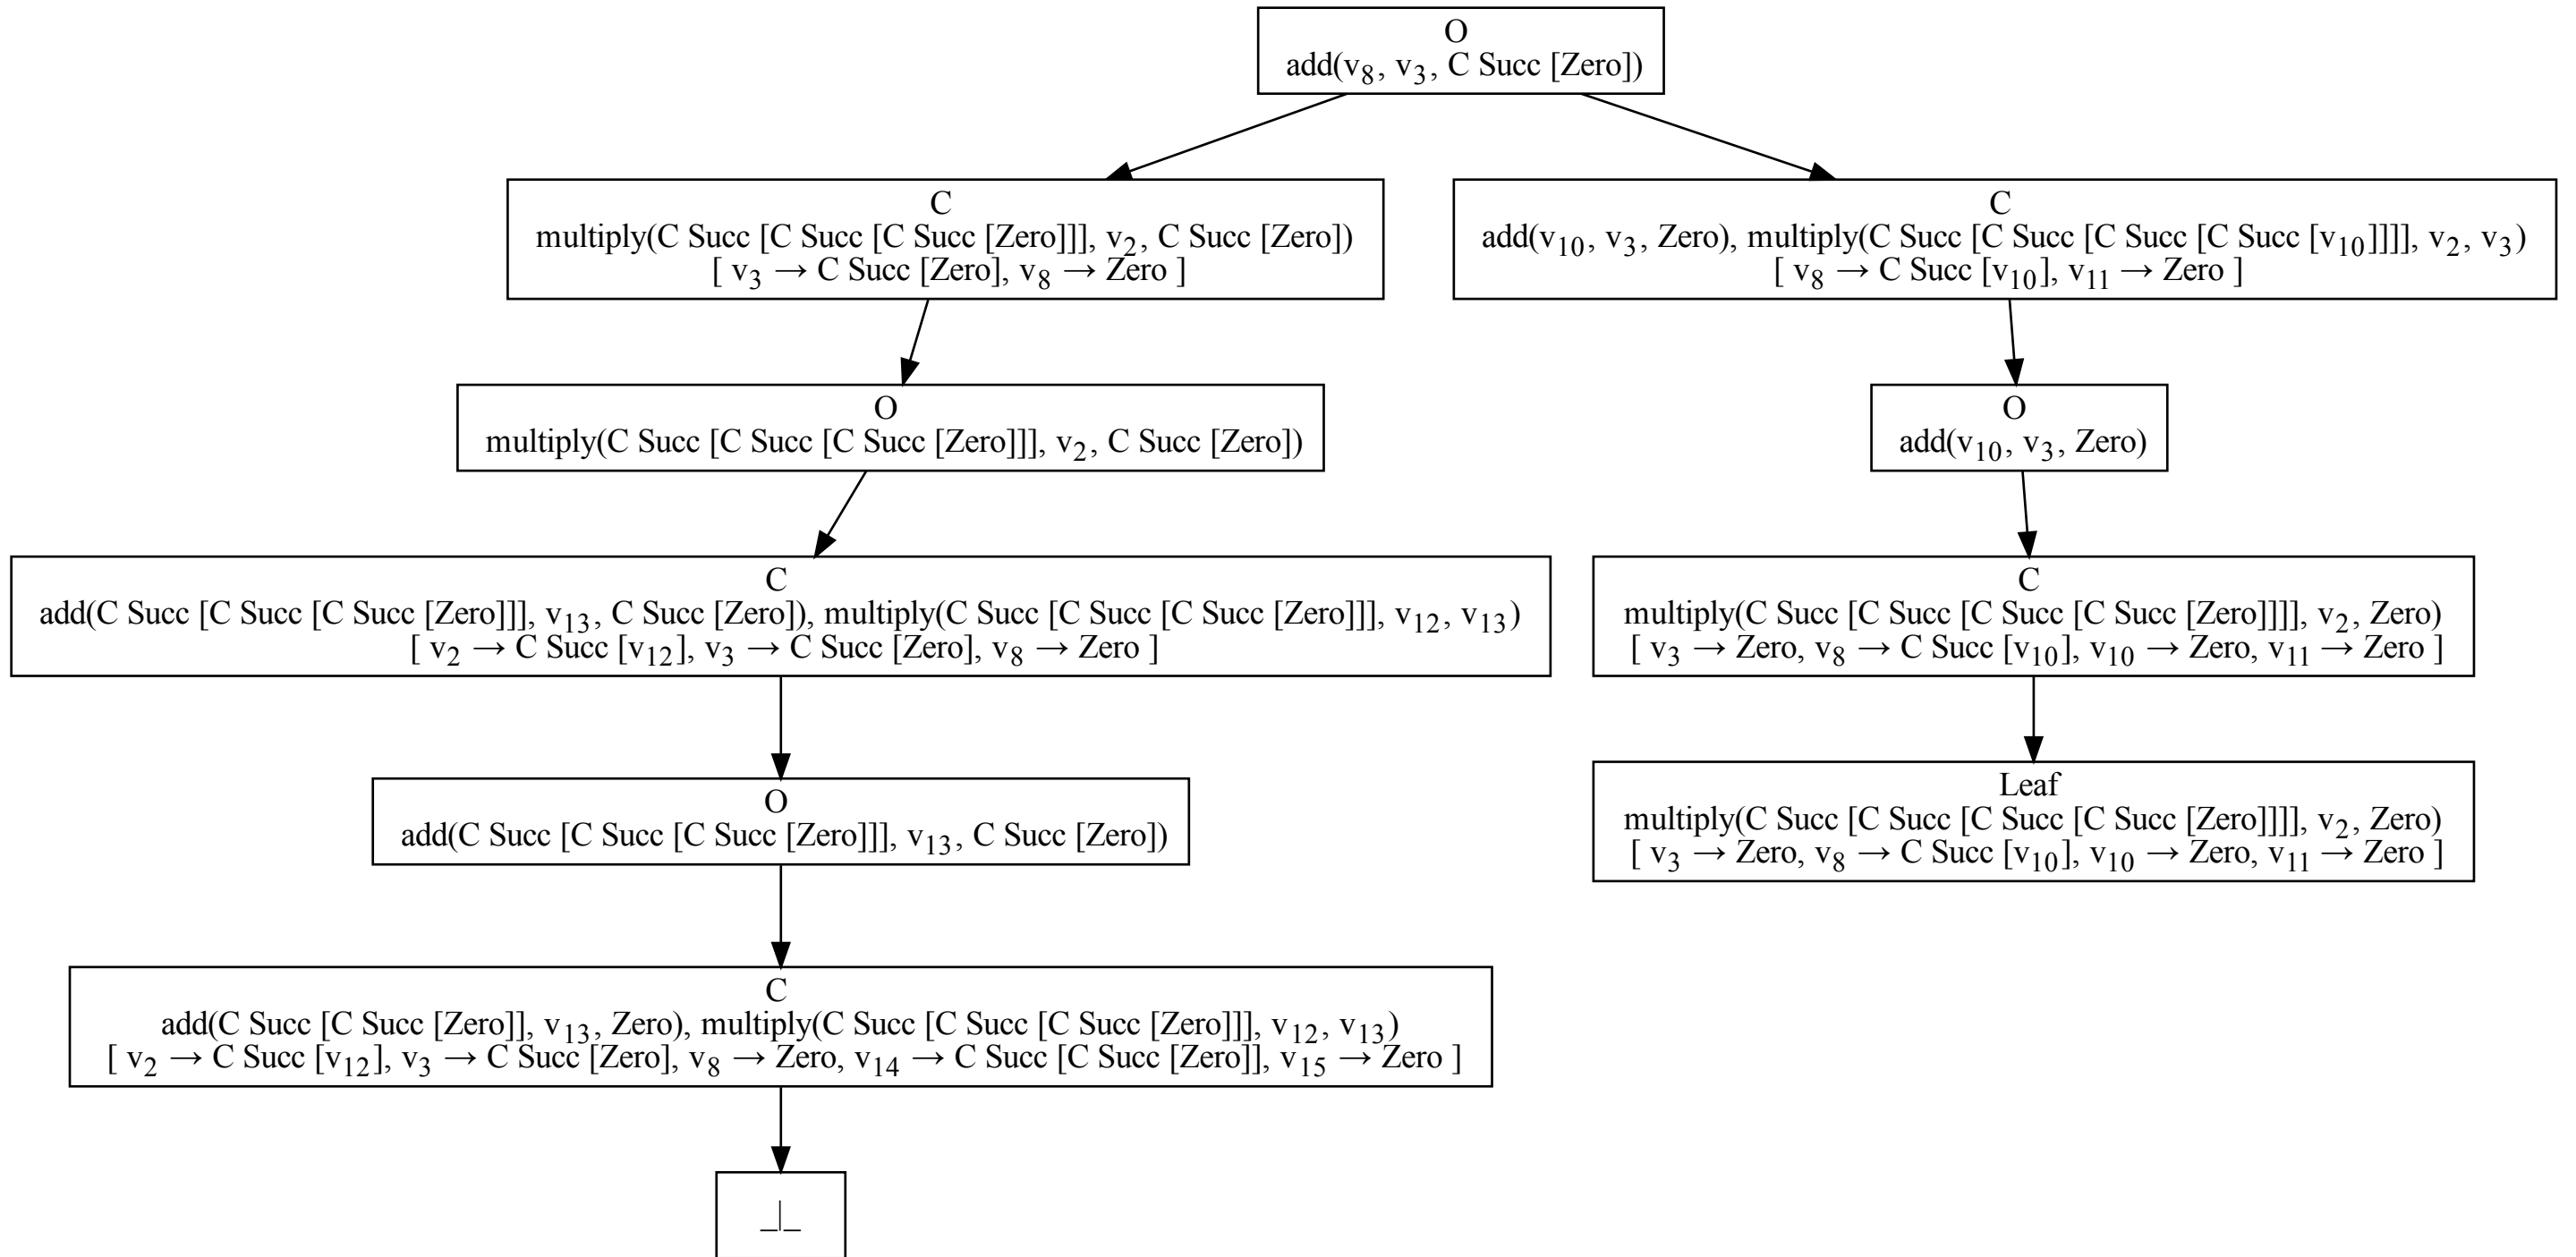 O
add(v₈, v₃, C Succ [Zero])
C
multiply(C Succ [C Succ [C Succ [Zero]]], v₂, C Succ [Zero])
[ v₃ → C Succ [Zero], v₈ → Zero ]
C
add(v₁₀, v₃, Zero), multiply(C Succ [C Succ [C Succ [C Succ [v₁₀]]]], v₂, v₃)
[ v₈ → C Succ [v₁₀], v₁₁ → Zero ]
O
multiply(C Succ [C Succ [C Succ [Zero]]], v₂, C Succ [Zero])
O
add(v₁₀, v₃, Zero)
C
add(C Succ [C Succ [C Succ [Zero]]], v₁₃, C Succ [Zero]), multiply(C Succ [C Succ [C Succ [Zero]]], v₁₂, v₁₃)
[ v₂ → C Succ [v₁₂], v₃ → C Succ [Zero], v₈ → Zero ]
C
multiply(C Succ [C Succ [C Succ [C Succ [Zero]]]], v₂, Zero)
[ v₃ → Zero, v₈ → C Succ [v₁₀], v₁₀ → Zero, v₁₁ → Zero ]
O
add(C Succ [C Succ [C Succ [Zero]]], v₁₃, C Succ [Zero])
Leaf
multiply(C Succ [C Succ [C Succ [C Succ [Zero]]]], v₂, Zero)
[ v₃ → Zero, v₈ → C Succ [v₁₀], v₁₀ → Zero, v₁₁ → Zero ]
C
add(C Succ [C Succ [Zero]], v₁₃, Zero), multiply(C Succ [C Succ [C Succ [Zero]]], v₁₂, v₁₃)
[ v₂ → C Succ [v₁₂], v₃ → C Succ [Zero], v₈ → Zero, v₁₄ → C Succ [C Succ [Zero]], v₁₅ → Zero ]
_|_